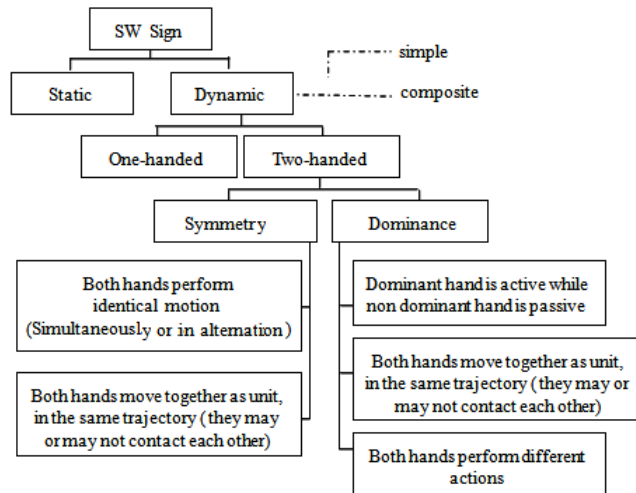 SW Sign
simple
Static
Dynamic
composite
One-handed
Two-handed
Symmetry
Dominance
Both hands perform
identical motion
(Simultaneously or in alternation)
Dominant hand is active while
non dominant hand is passive
Both hands move together as unit,
in the same trajectory (they may
or may not contact each other)
Both hands move together as unit,
in the same trajectory (they may or
may not contact each other)
Both hands perform different
actions